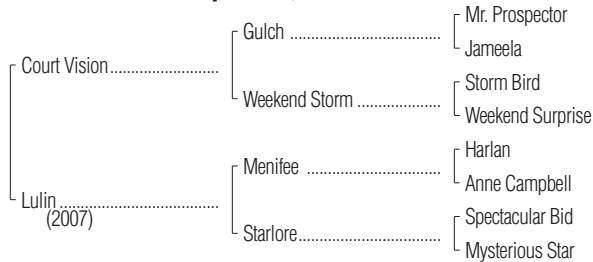 Mr. Prospector
Gulch ..............................................
Jameela
Court Vision.................................
Storm Bird
Weekend Storm .........................
Weekend Surprise
Harlan
Menifee .........................................
Anne Campbell
Lulin ...............................................
(2007)
Spectacular Bid
Starlore...........................................
Mysterious Star